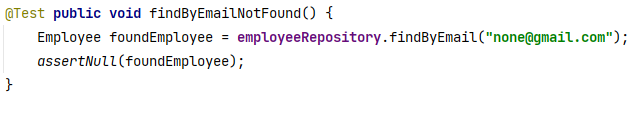 @Test public void findByEmailNotFound() {
    Employee foundEmployee = employeeRepository.findByEmail("none@gmail.com");
    assertNull(foundEmployee);
}